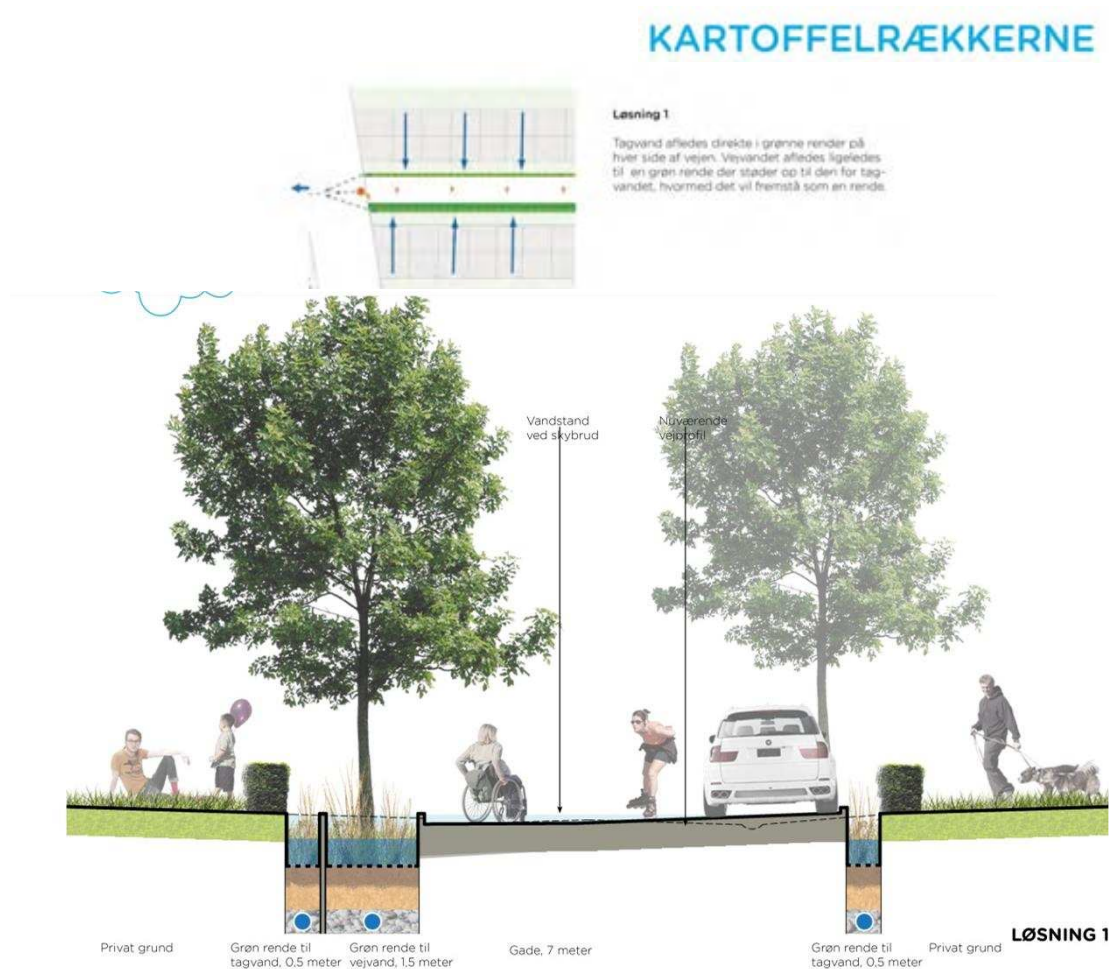 KARTOFFELRÆKKERNE
Løsning 1
Tagvand afledes direkte i grønne render på
hver side af vejen. Vejvandet afledes ligeledes
til en grøn rende der støder op til den for tag-
vandet, hvormed det vil fremstå som en rende.
Vandstand
ved skybrud
Nuværende
vejprofil
Privat grund
Grøn rende til
tagvand, 0,5 meter
Grøn rende til
vejvand, 1,5 meter
Gade, 7 meter
Grøn rende til
tagvand, 0,5 meter
Privat grund
LØSNING 1